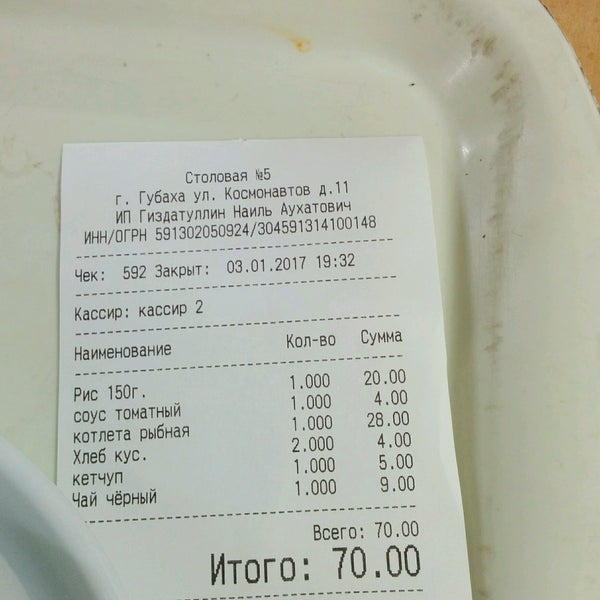 Столовая №5
г. Губаха ул. Космонавтов д.11
ИП Гиздатуллин Наиль Аухатович
ИНН/ОГРН 591302050924/304591314100148
Чек: 592 Закрыт: 03.01.2017 19:32
Кассир: кассир 2
Наименование Кол-во Сумма
Рис 150г. 1.000 20.00
соус томатный 1.000 4.00
котлета рыбная 1.000 28.00
Хлеб кус. 2.000 4.00
кетчуп 1.000 5.00
Чай чёрный 1.000 9.00
Всего: 70.00
Итого: 70.00